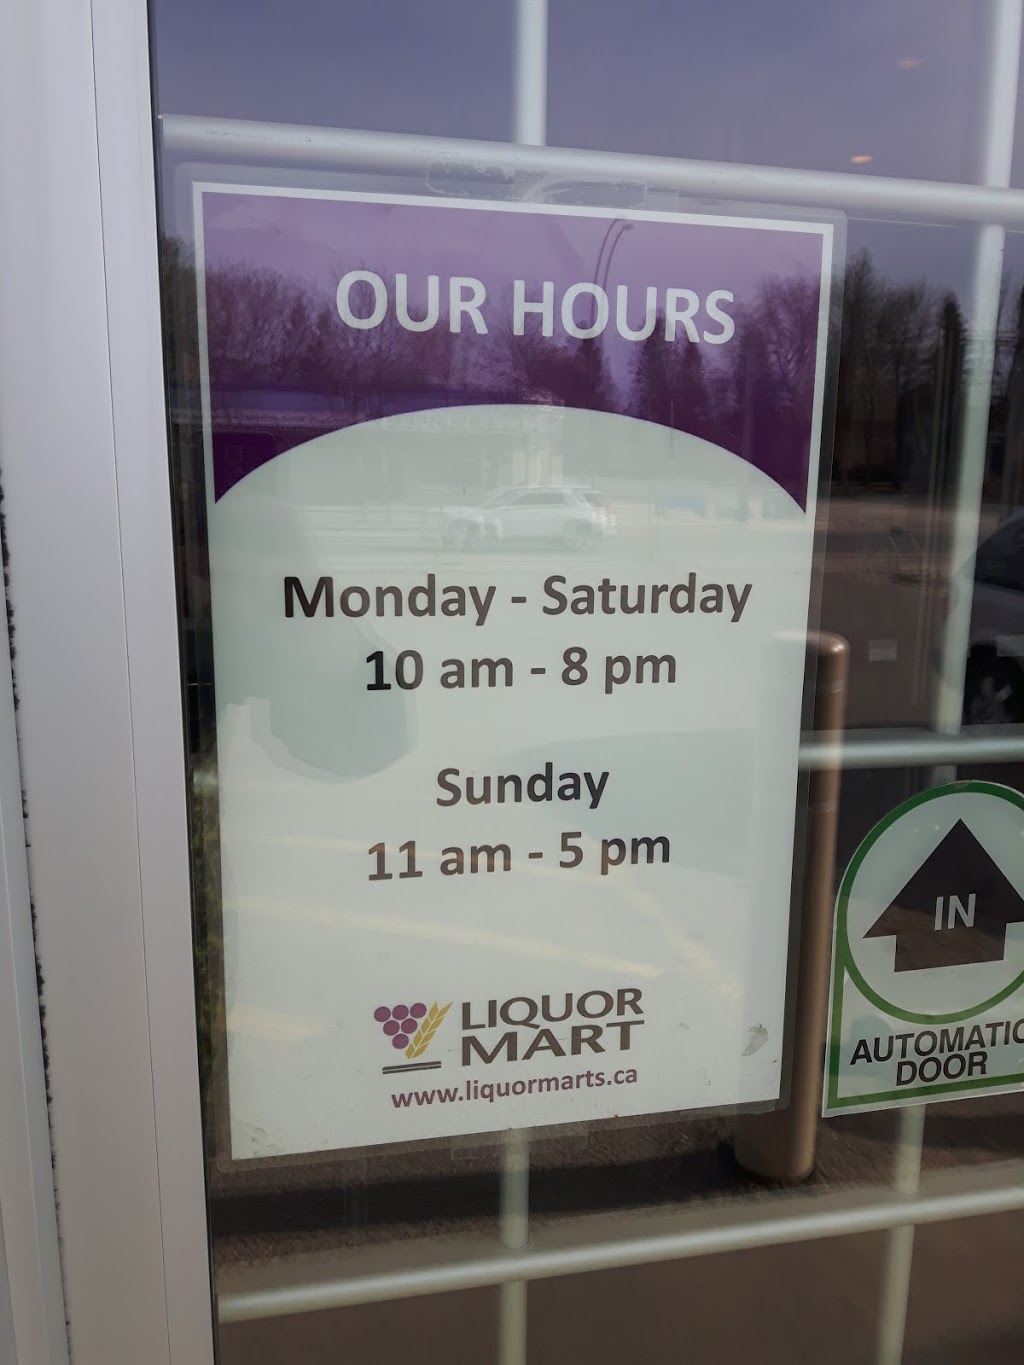 OUR HOURS
Monday - Saturday
10 am - 8 pm
Sunday
11 am - 5 pm
LIQUOR
MART
www.liquormarts.ca
IN
AUTOMATIC
DOOR